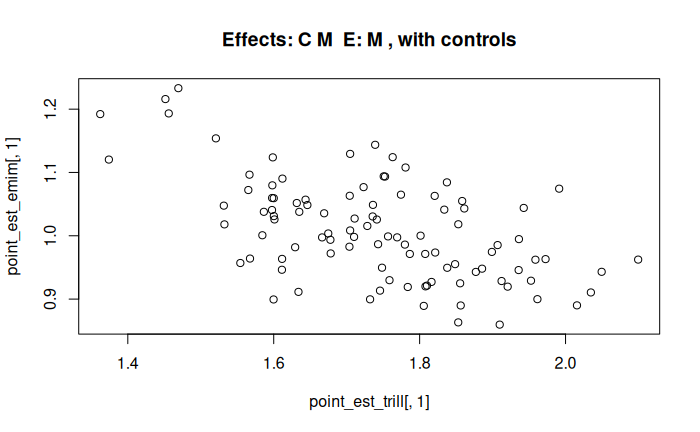 Effects: C M E: M , with controls
point_est_emim[, 1]
1.2
1.1
1.0
0.9
1.4
1.6
1.8
2.0
point_est_trill[, 1]